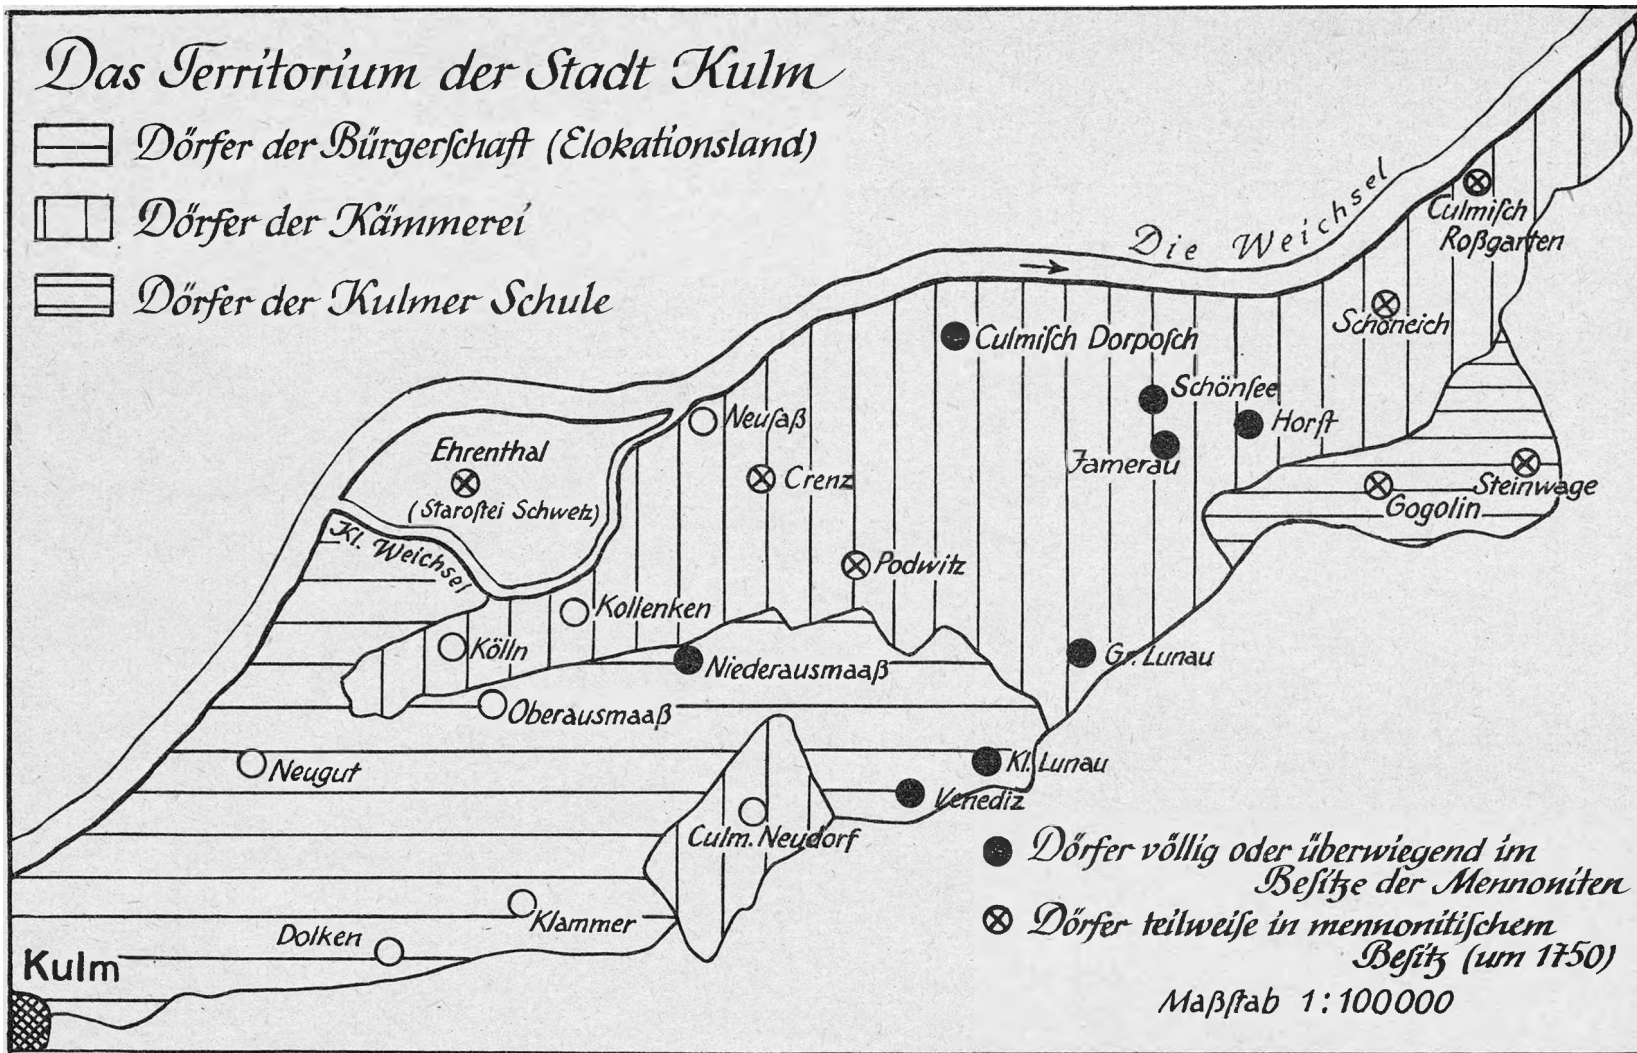 Das Territorium der Stadt Kulm
Dörfer der Bürgerſchaft (Elokationsland)
Dörfer der Kämmerei
Dörfer der Kulmer Schule
Die Weichsel
Culmiſch
Roßgarten
Schöneich
Culmiſch Dorpoſch
Schönſee
Horſt
Jamerau
Neuſaß
Crenz
Ehrenthal
(Staroſtei Schwetz)
Kl. Weichsel
Steinwage
Gogolin
Podwitz
Kollenken
Kölln
Gr. Lunau
Niederausmaaß
Oberausmaaß
Neugut
Kl. Lunau
Venediz
Culm. Neudorf
Klammer
Dolken
Kulm
Dörfer völlig oder überwiegend im
Beſitze der Mennoniten
Dörfer teilweiſe in mennonitiſchem
Beſitz (um 1750)
Maßſtab 1:100000